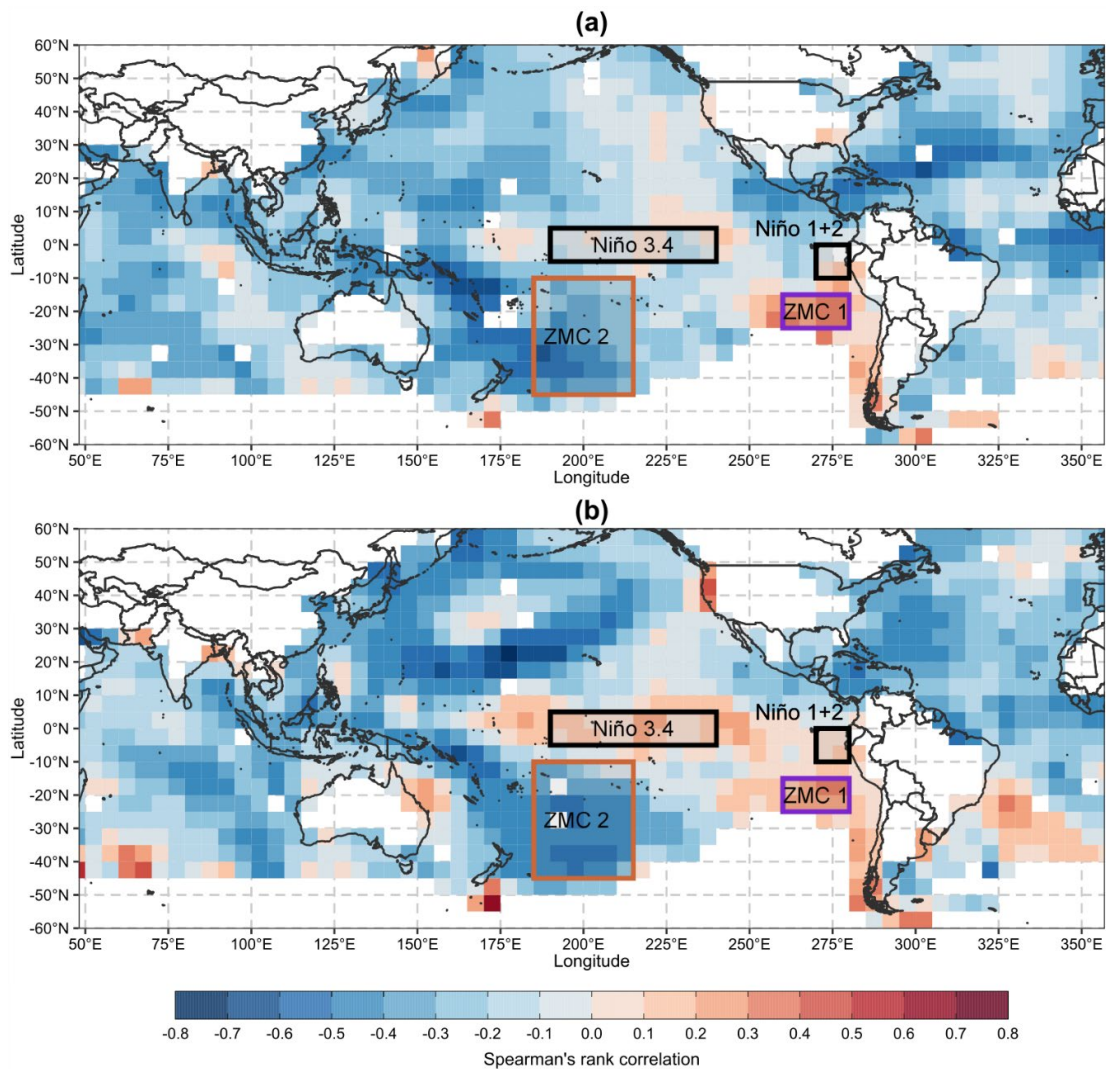 (a)
60°N
50°N
40°N
30°N
20°N
10°N
0°N
-10°N
-20°N
-30°N
-40°N
-50°N
-60°N
Latitude
Niño 3.4
Niño 1+2
ZMC 1
ZMC 2
50°E 75°E 100°E 125°E 150°E 175°E 200°E 225°E 250°E 275°E 300°E 325°E 350°E
Longitude
(b)
60°N
50°N
40°N
30°N
20°N
10°N
0°N
-10°N
-20°N
-30°N
-40°N
-50°N
-60°N
Latitude
Niño 3.4
Niño 1+2
ZMC 1
ZMC 2
50°E 75°E 100°E 125°E 150°E 175°E 200°E 225°E 250°E 275°E 300°E 325°E 350°E
Longitude
-0.8 -0.7 -0.6 -0.5 -0.4 -0.3 -0.2 -0.1 0.0 0.1 0.2 0.3 0.4 0.5 0.6 0.7 0.8
Spearman's rank correlation